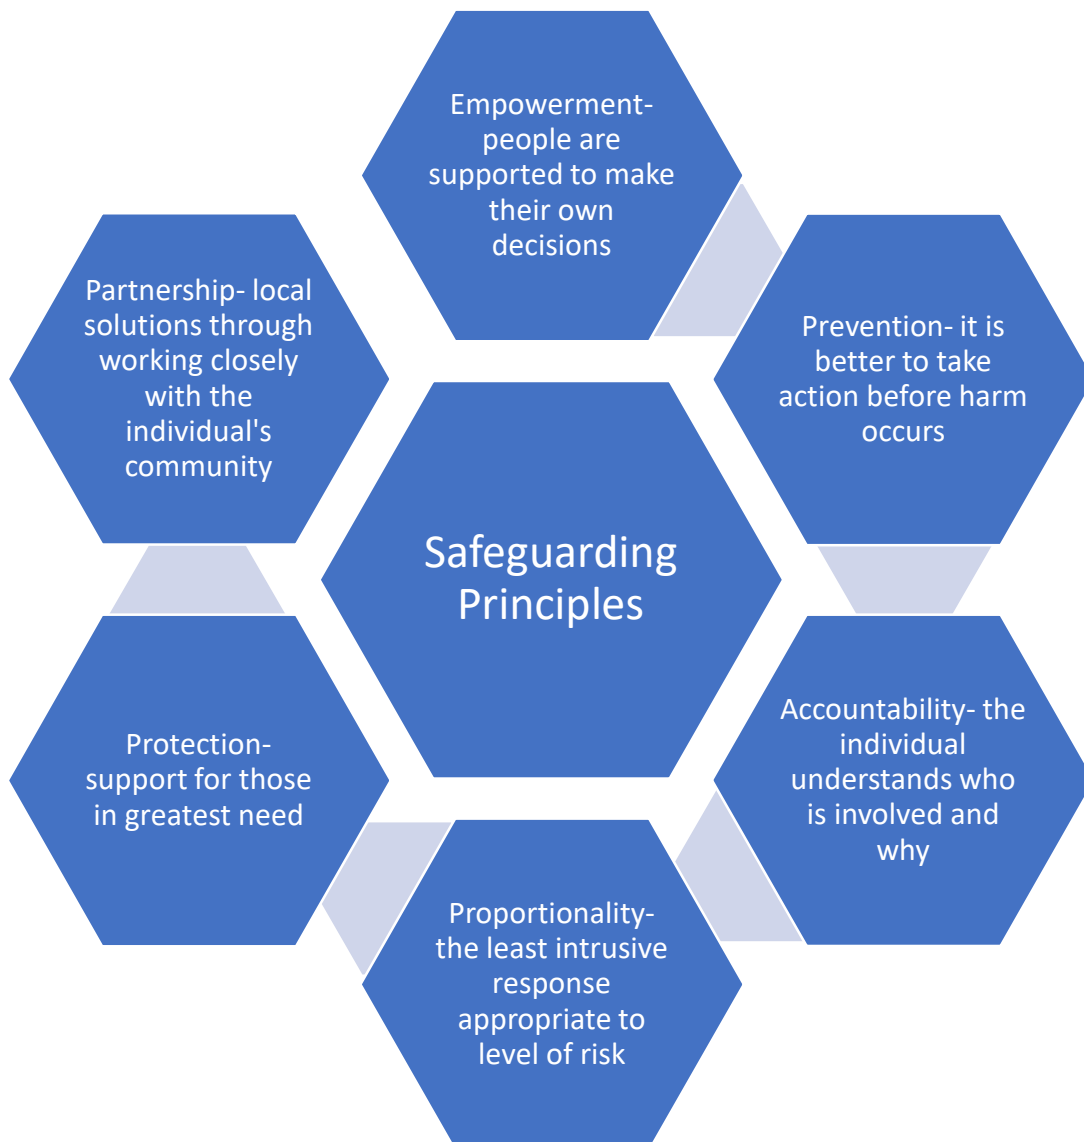 Empowerment-
people are
supported to make
their own
decisions
Prevention- it is
better to take
action before harm
occurs
Accountability- the
individual
understands who
is involved and
why
Proportionality-
the least intrusive
response
appropriate to
level of risk
Protection-
support for those
in greatest need
Partnership- local
solutions through
working closely
with the
individual's
community
Safeguarding
Principles